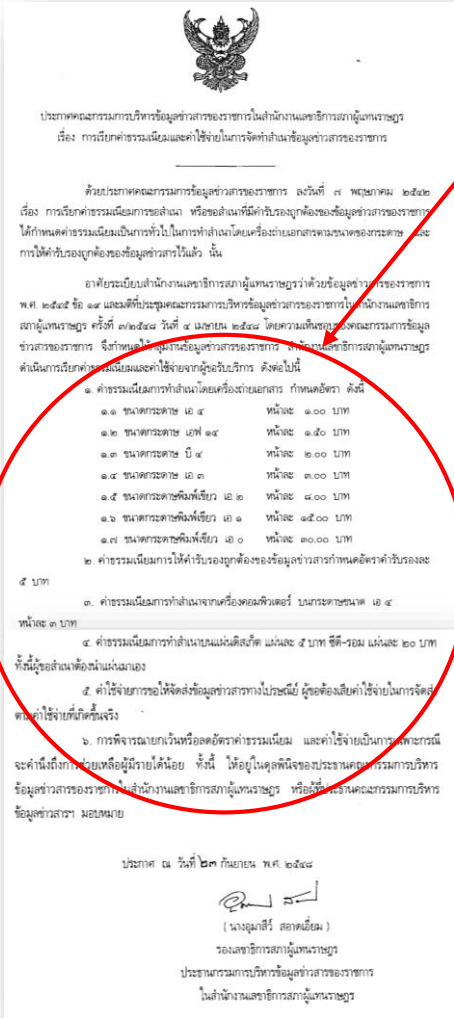 ประกาศคณะกรรมการบริหารข้อมูลข่าวสารของราชการในสำนักงานเลขาธิการสภาผู้แทนราษฎร
เรื่อง การเรียกค่าธรรมเนียมและค่าใช้จ่ายในการจัดทำสำเนาข้อมูลข่าวสารของราชการ
ด้วยประกาศคณะกรรมการข้อมูลข่าวสารของราชการ ลงวันที่ ๗ พฤษภาคม ๒๕๔๒
เรื่อง การเรียกค่าธรรมเนียมการขอสำเนา หรือขอสำเนาที่มีคำรับรองถูกต้องของข้อมูลข่าวสารของราชการ
ได้กำหนดค่าธรรมเนียมเป็นการทั่วไปในการทำสำเนาโดยเครื่องถ่ายเอกสารตามขนาดของกระดาษ และ
การให้คำรับรองถูกต้องของข้อมูลข่าวสารไว้แล้ว นั้น
อาศัยระเบียบสำนักงานเลขาธิการสภาผู้แทนราษฎรว่าด้วยข้อมูลข่าวสารของราชการ
พ.ศ. ๒๕๔๕ ข้อ ๑๙ และมติที่ประชุมคณะกรรมการบริหารข้อมูลข่าวสารของราชการในสำนักงานเลขาธิการ
สภาผู้แทนราษฎร ครั้งที่ ๓/๒๕๔๘ วันที่ ๔ เมษายน ๒๕๔๘ โดยความเห็นชอบของคณะกรรมการข้อมูล
ข่าวสารของราชการ จึงกำหนดให้กลุ่มงานข้อมูลข่าวสารของราชการ สำนักงานเลขาธิการสภาผู้แทนราษฎร
ดำเนินการเรียกค่าธรรมเนียมและค่าใช้จ่ายจากผู้ขอรับบริการ ดังต่อไปนี้
๑. ค่าธรรมเนียมการทำสำเนาโดยเครื่องถ่ายเอกสาร กำหนดอัตรา ดังนี้
๑.๑ ขนาดกระดาษ เอ ๔ หน้าละ ๑.๐๐ บาท
๑.๒ ขนาดกระดาษ เอฟ ๑๔ หน้าละ ๑.๕๐ บาท
๑.๓ ขนาดกระดาษ บี ๔ หน้าละ ๒.๐๐ บาท
๑.๔ ขนาดกระดาษ เอ ๓ หน้าละ ๓.๐๐ บาท
๑.๕ ขนาดกระดาษพิมพ์เขียว เอ ๒ หน้าละ ๘.๐๐ บาท
๑.๖ ขนาดกระดาษพิมพ์เขียว เอ ๑ หน้าละ ๑๕.๐๐ บาท
๑.๗ ขนาดกระดาษพิมพ์เขียว เอ ๐ หน้าละ ๓๐.๐๐ บาท
๒. ค่าธรรมเนียมการให้คำรับรองถูกต้องของข้อมูลข่าวสารกำหนดอัตราคำรับรองละ
๕ บาท
๓. ค่าธรรมเนียมการทำสำเนาจากเครื่องคอมพิวเตอร์ บนกระดาษขนาด เอ ๔
หน้าละ ๓ บาท
๔. ค่าธรรมเนียมการทำสำเนาบนแผ่นดิสเก็ต แผ่นละ ๕ บาท ซีดี-รอม แผ่นละ ๒๐ บาท
ทั้งนี้ผู้ขอสำเนาต้องนำแผ่นมาเอง
๕. ค่าใช้จ่ายการขอให้จัดส่งข้อมูลข่าวสารทางไปรษณีย์ ผู้ขอต้องเสียค่าใช้จ่ายในการจัดส่ง
ตามค่าใช้จ่ายที่เกิดขึ้นจริง
๖. การพิจารณายกเว้นหรือลดอัตราค่าธรรมเนียม และค่าใช้จ่ายเป็นการเฉพาะกรณี
จะคำนึงถึงการช่วยเหลือผู้มีรายได้น้อย ทั้งนี้ ให้อยู่ในดุลพินิจของประธานคณะกรรมการบริหาร
ข้อมูลข่าวสารของราชการในสำนักงานเลขาธิการสภาผู้แทนราษฎร หรือผู้ที่ประธานคณะกรรมการบริหาร
ข้อมูลข่าวสารฯ มอบหมาย
ประกาศ ณ วันที่ ๒๓ กันยายน พ.ศ. ๒๕๔๘
( นางอุมาสีว์ สอาดเอี่ยม )
รองเลขาธิการสภาผู้แทนราษฎร
ประธานกรรมการบริหารข้อมูลข่าวสารของราชการ
ในสำนักงานเลขาธิการสภาผู้แทนราษฎร